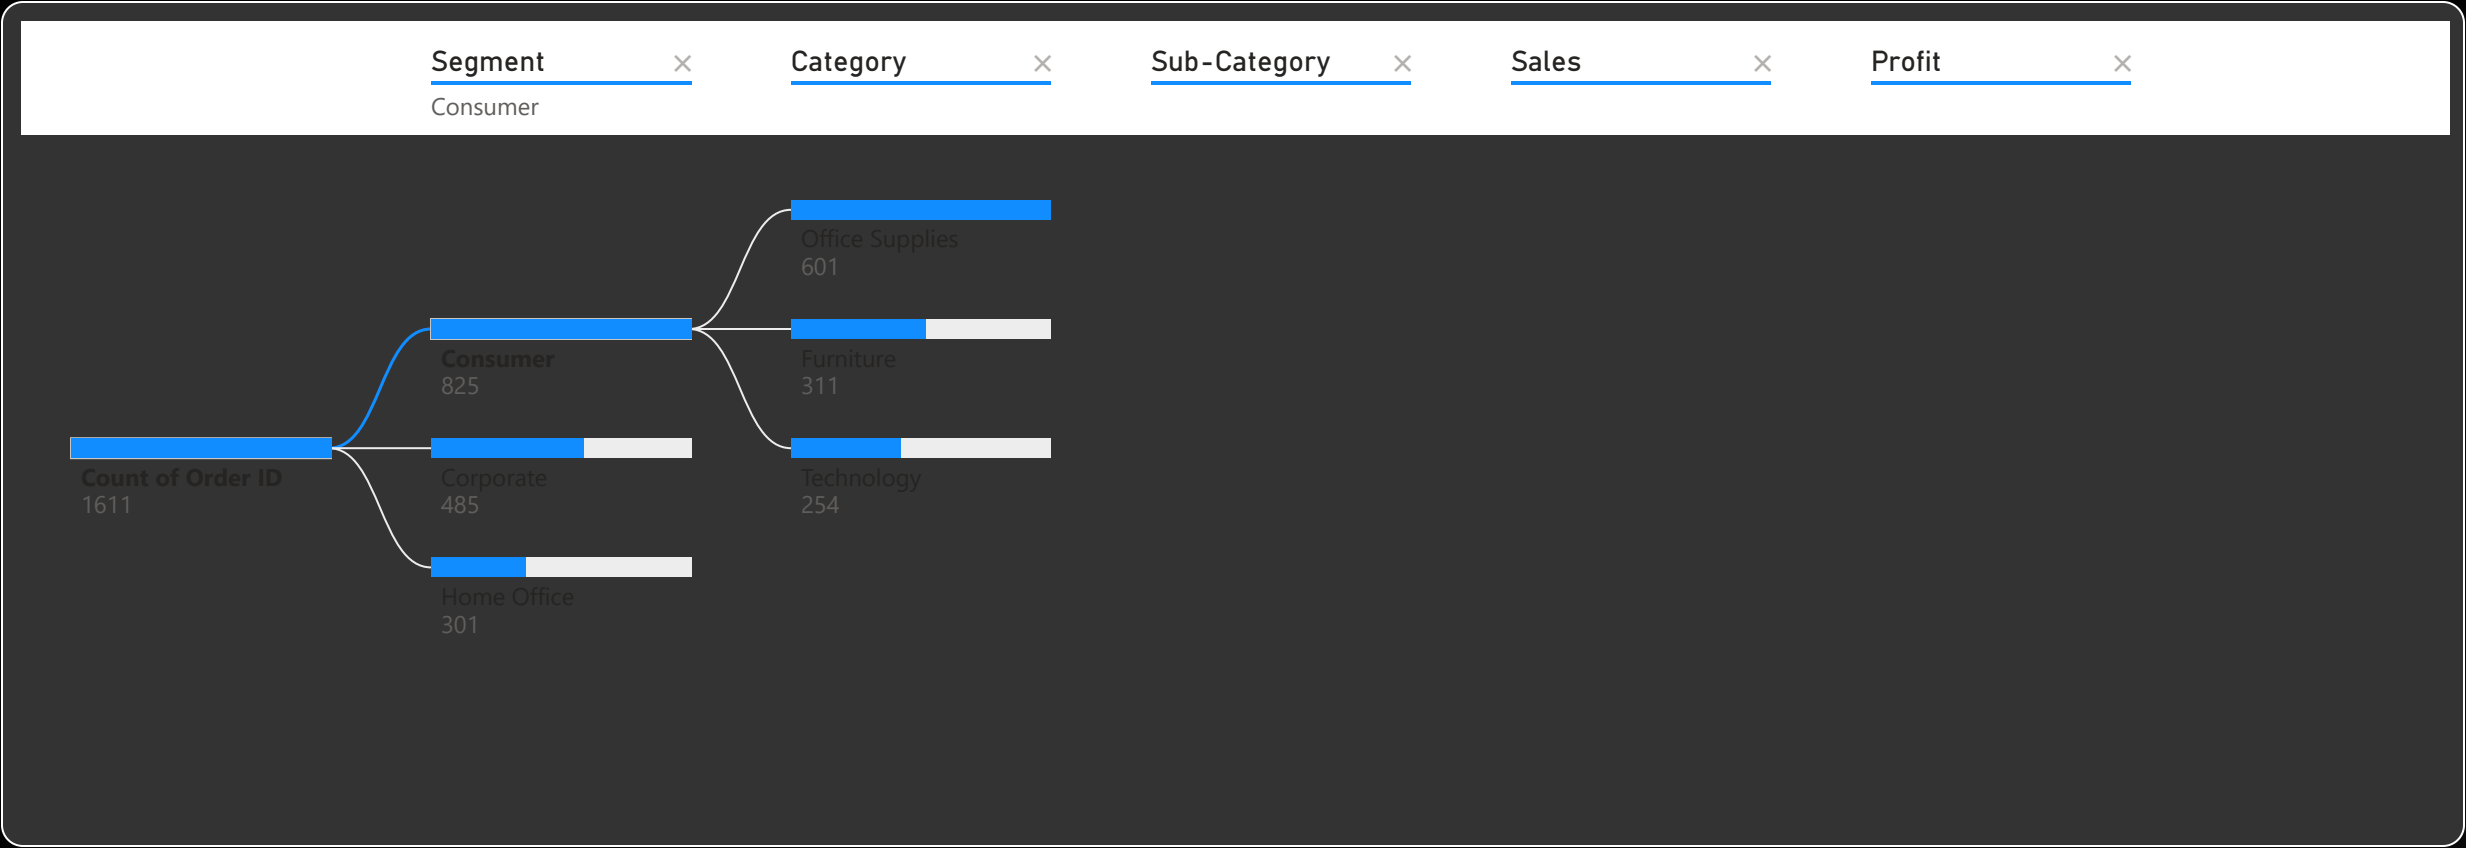 Segment
Category
Sub-Category
Sales
Profit
Consumer
Count of Order ID
1611
Consumer
825
Corporate
485
Home Office
301
Office Supplies
601
Furniture
311
Technology
254